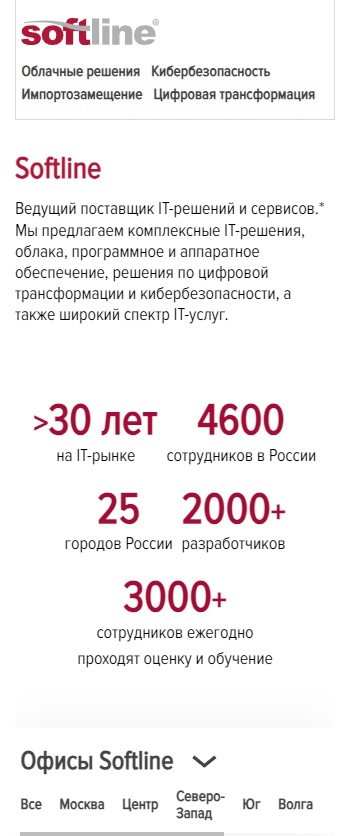 softline®
Облачные решения Кибербезопасность
Импортозамещение Цифровая трансформация
Softline
Ведущий поставщик IT-решений и сервисов.*
Мы предлагаем комплексные IT-решения,
облака, программное и аппаратное
обеспечение, решения по цифровой
трансформации и кибербезопасности, а
также широкий спектр IT-услуг.
>30 лет 4600
на IT-рынке сотрудников в России
25 2000+
городов России разработчиков
3000+
сотрудников ежегодно
проходят оценку и обучение
Офисы Softline
Все Москва Центр Северо-
Запад Юг Волга